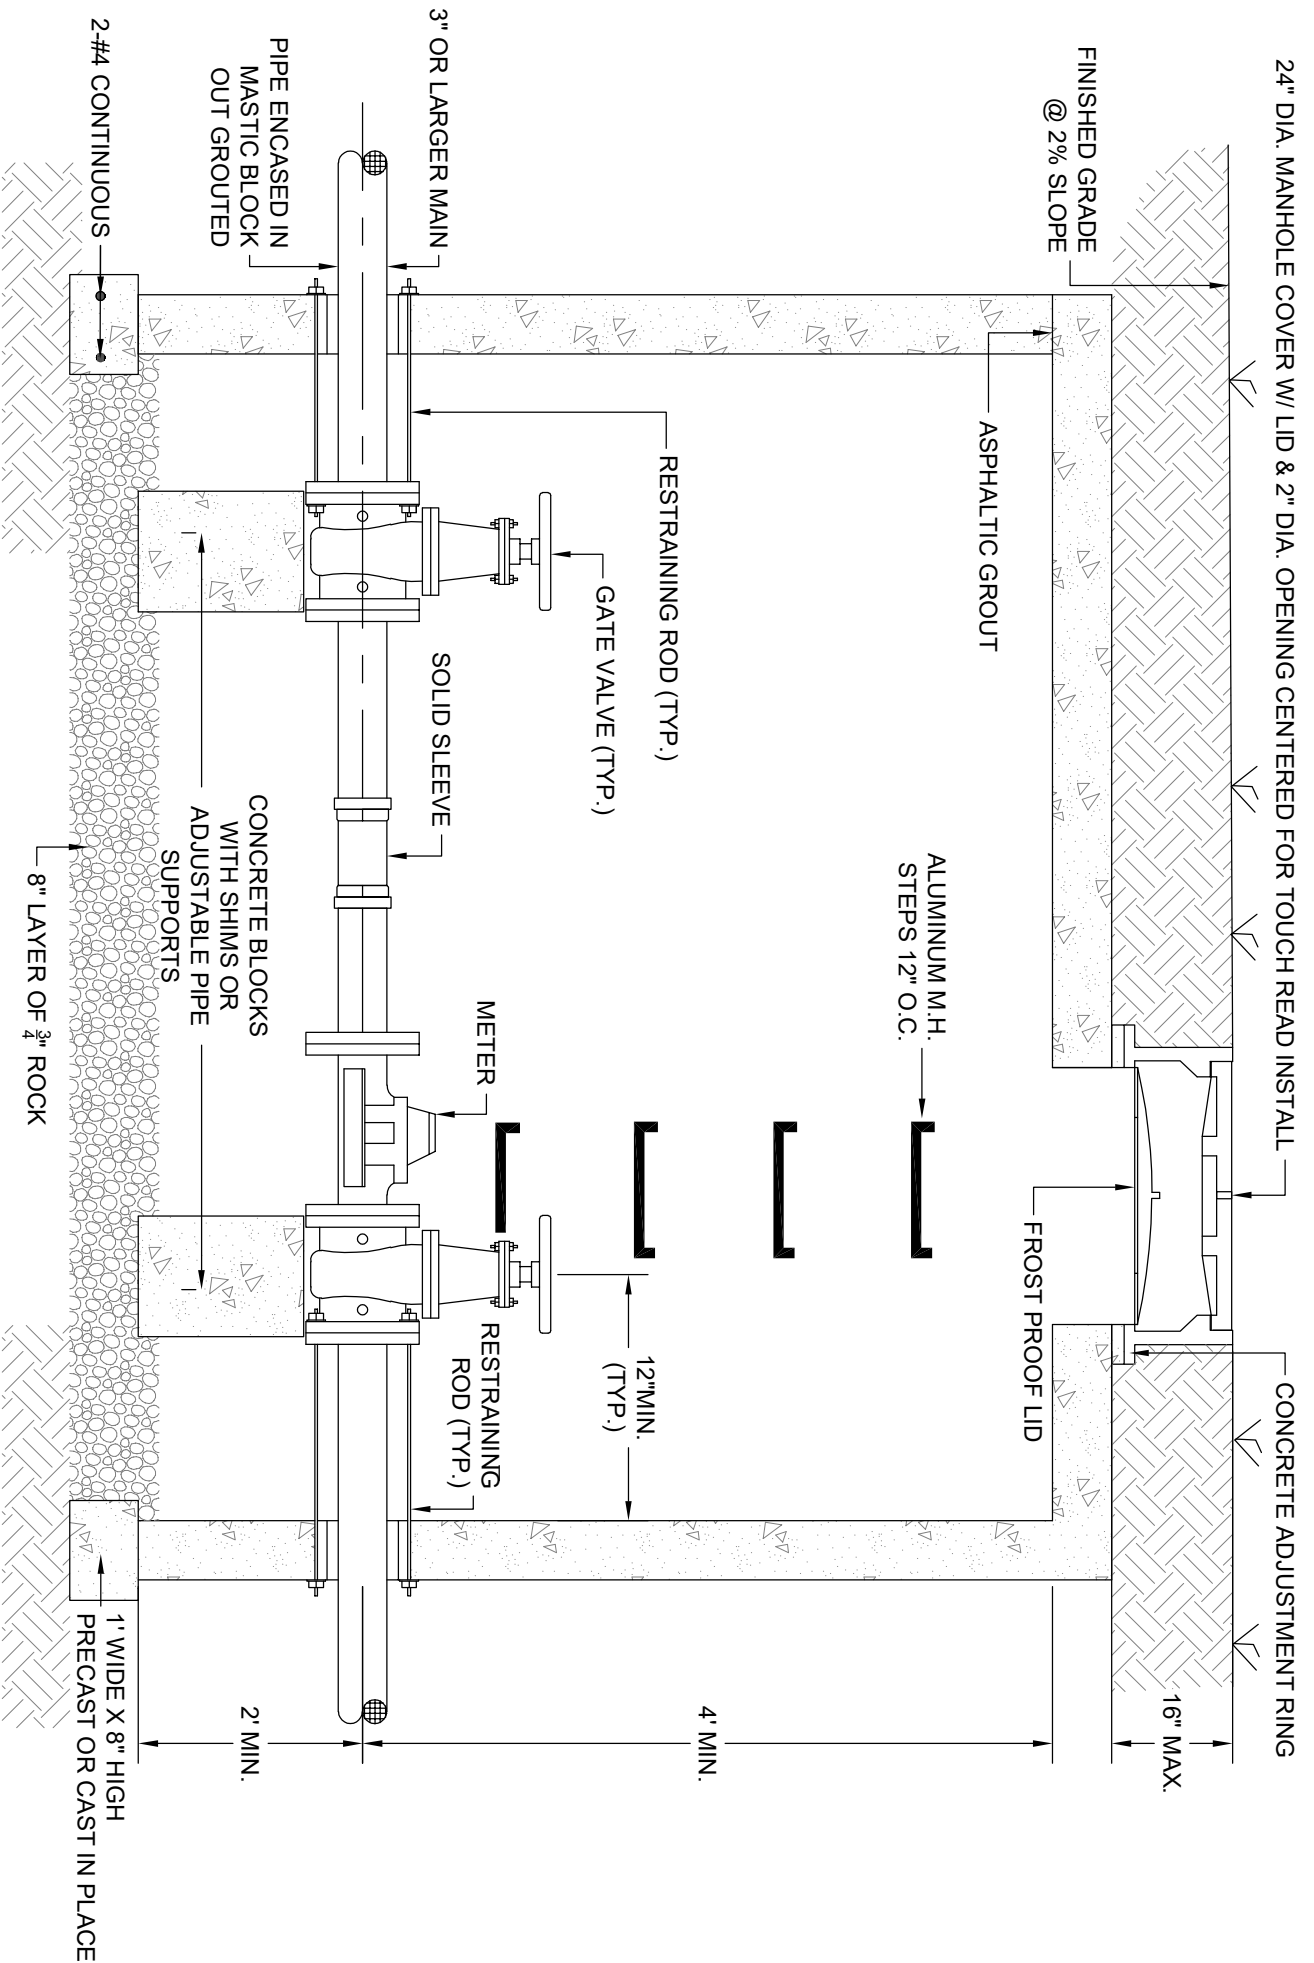 24" DIA. MANHOLE COVER W/ LID & 2" DIA. OPENING CENTERED FOR TOUCH READ INSTALL
CONCRETE ADJUSTMENT RING
FINISHED GRADE
@ 2% SLOPE
16" MAX.
FROST PROOF LID
ASPHALTIC GROUT
ALUMINUM M.H.
STEPS 12" O.C.
4' MIN.
RESTRAINING ROD (TYP.)
GATE VALVE (TYP.)
12"MIN.
(TYP.)
3" OR LARGER MAIN
SOLID SLEEVE
METER
RESTRAINING
ROD (TYP.)
PIPE ENCASED IN
MASTIC BLOCK
OUT GROUTED
CONCRETE BLOCKS
WITH SHIMS OR
ADJUSTABLE PIPE
SUPPORTS
2' MIN.
2-#4 CONTINUOUS
1' WIDE X 8" HIGH
PRECAST OR CAST IN PLACE
8" LAYER OF 3/4" ROCK